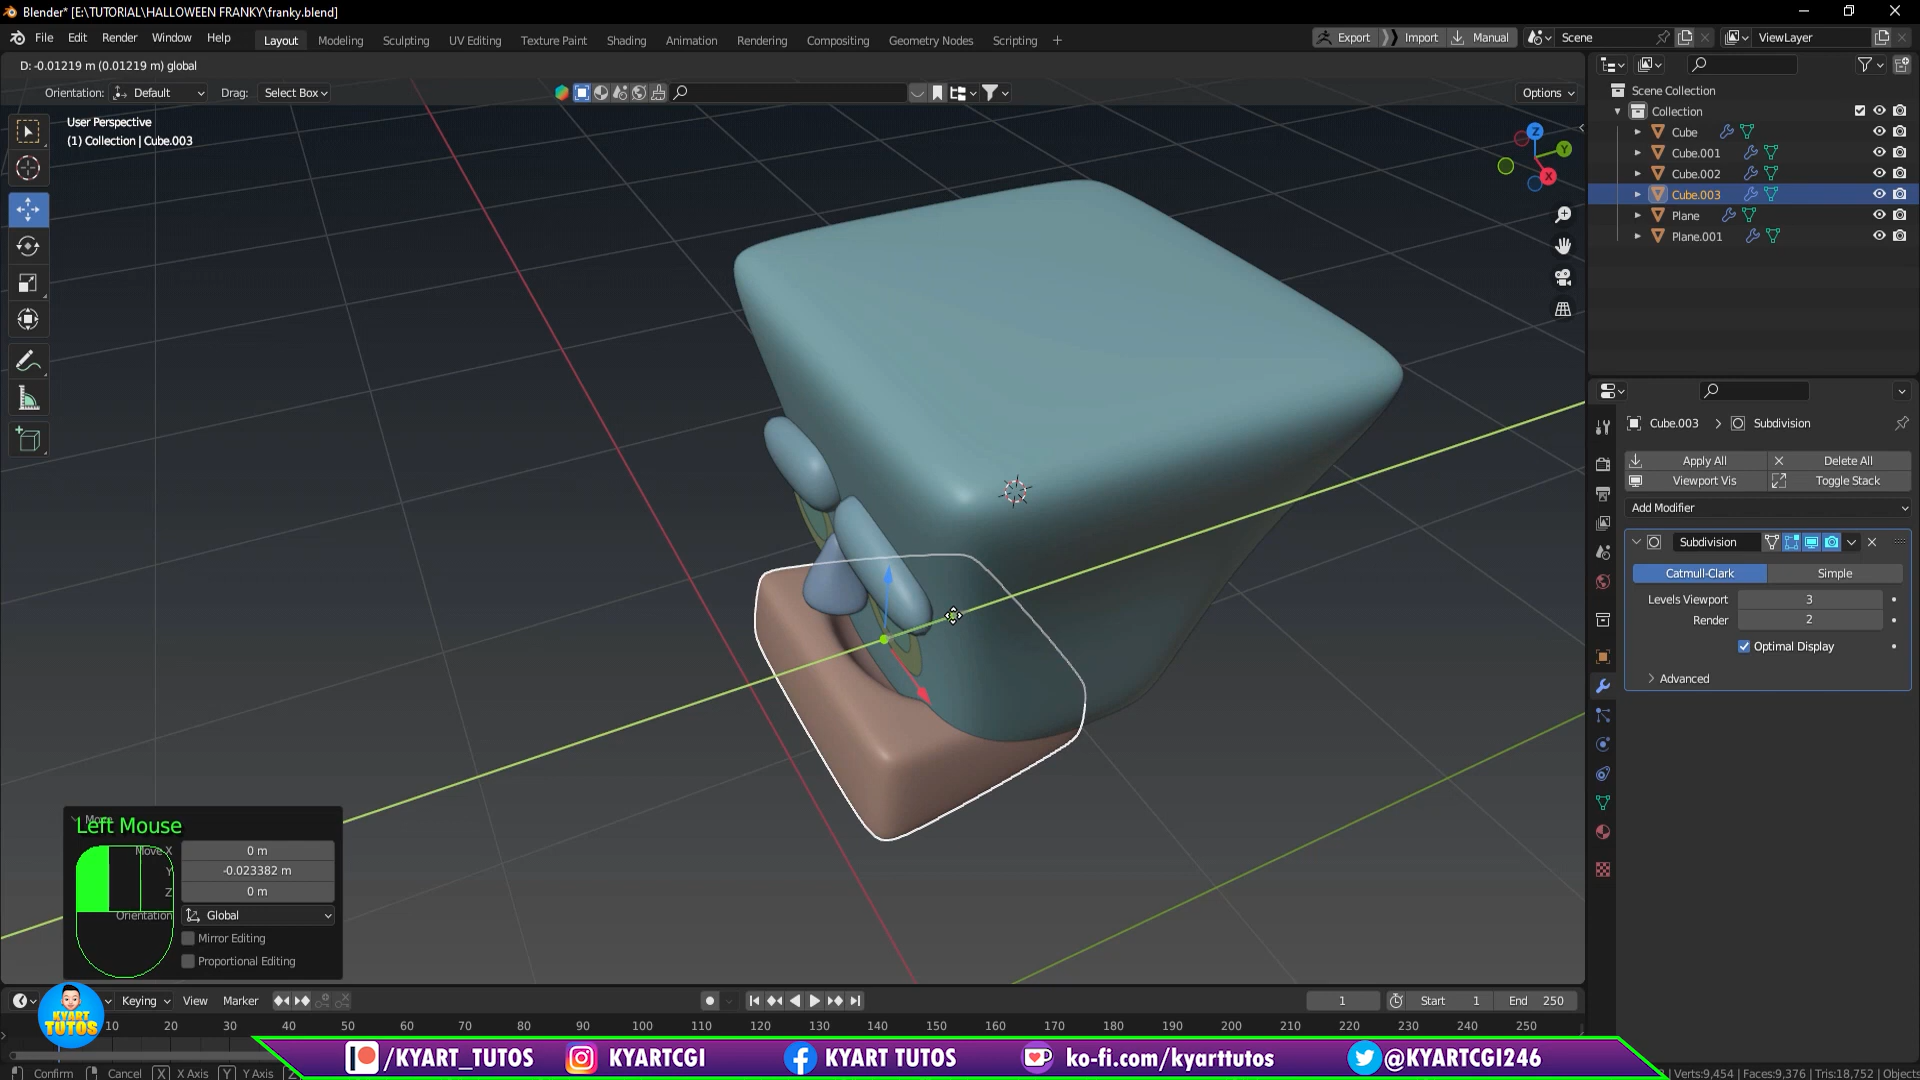 Blender* [E:\TUTORIAL\HALLOWEEN FRANKY\franky.blend]
File Edit Render Window Help
Layout Modeling Sculpting UV Editing Texture Paint Shading Animation Rendering Compositing Geometry Nodes Scripting +
Export Import Manual Scene ViewLayer
D: -0.01219 m (0.01219 m) global
Orientation: Default Drag: Select Box
Options
User Perspective
(1) Collection | Cube.003
Z
Y
X
Scene Collection
Collection
Cube
Cube.001
Cube.002
Cube.003
Plane
Plane.001
Cube.003 > Subdivision
Apply All Delete All
Viewport Vis Toggle Stack
Add Modifier
Subdivision
Catmull-Clark Simple
Levels Viewport 3
Render 2
Optimal Display
Advanced
Left Mouse
Move X 0 m
Y -0.023382 m
Z 0 m
Orientation Global
Mirror Editing
Proportional Editing
Keying View Marker
1 Start 1 End 250
10 20 30 40 50 60 70 80 90 100 110 120 130 140 150 160 170 180 190 200 210 220 230 240 250
KYART
TUTOS
/KYART_TUTOS KYARTCGI KYART TUTOS ko-fi.com/kyarttutos @KYARTCGI246
Confirm Cancel X X Axis Y Y Axis
Verts:9,454 | Faces:9,376 | Tris:18,752 | Objects